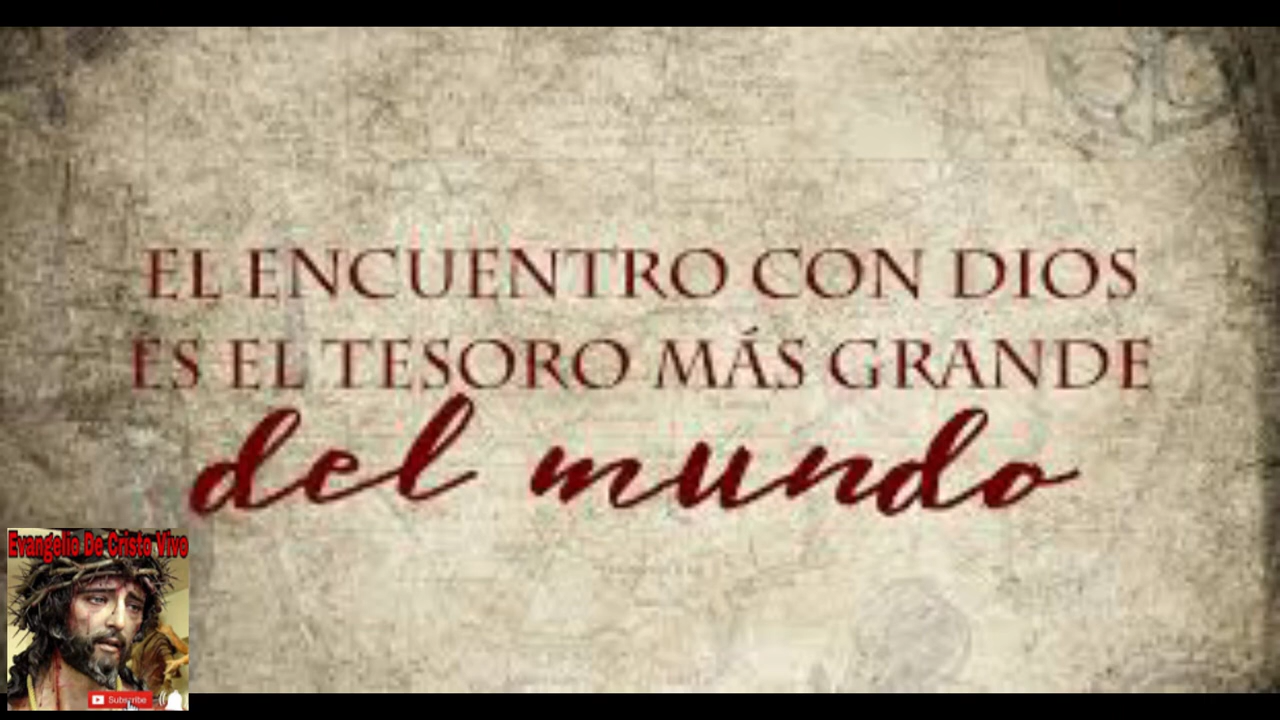 EL ENCUENTRO CON DIOS
ES EL TESORO MÁS GRANDE
del mundo
Evangelio De Cristo Vivo
Subscribe